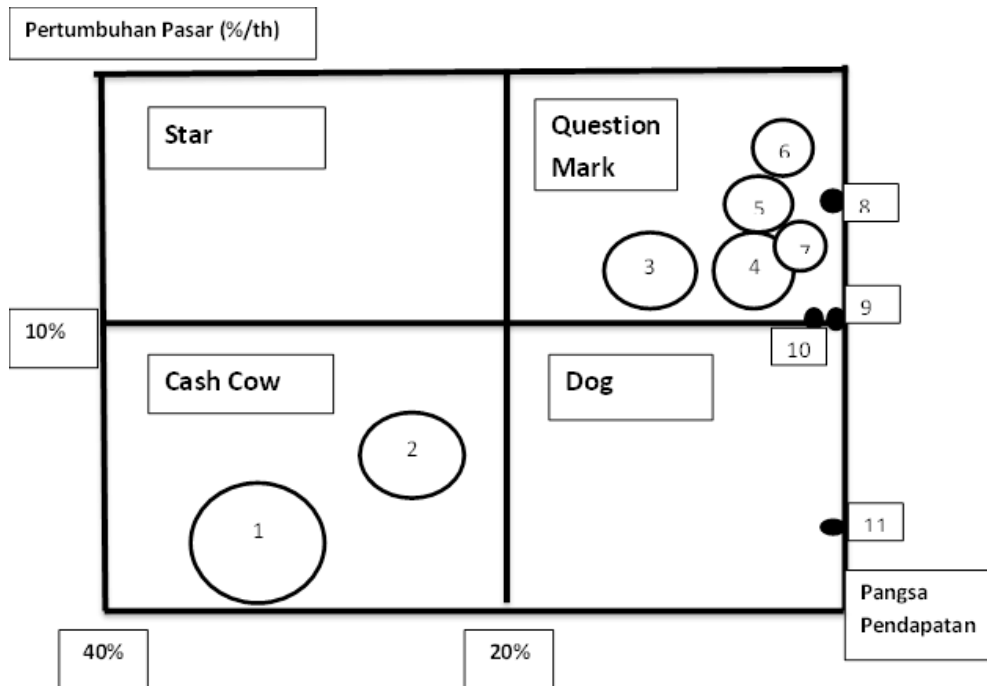 Pertumbuhan Pasar (%/th)
Star
Question
Mark
6
5
8
7
3
4
9
10%
10
Cash Cow
Dog
2
1
11
Pangsa
Pendapatan
40%
20%